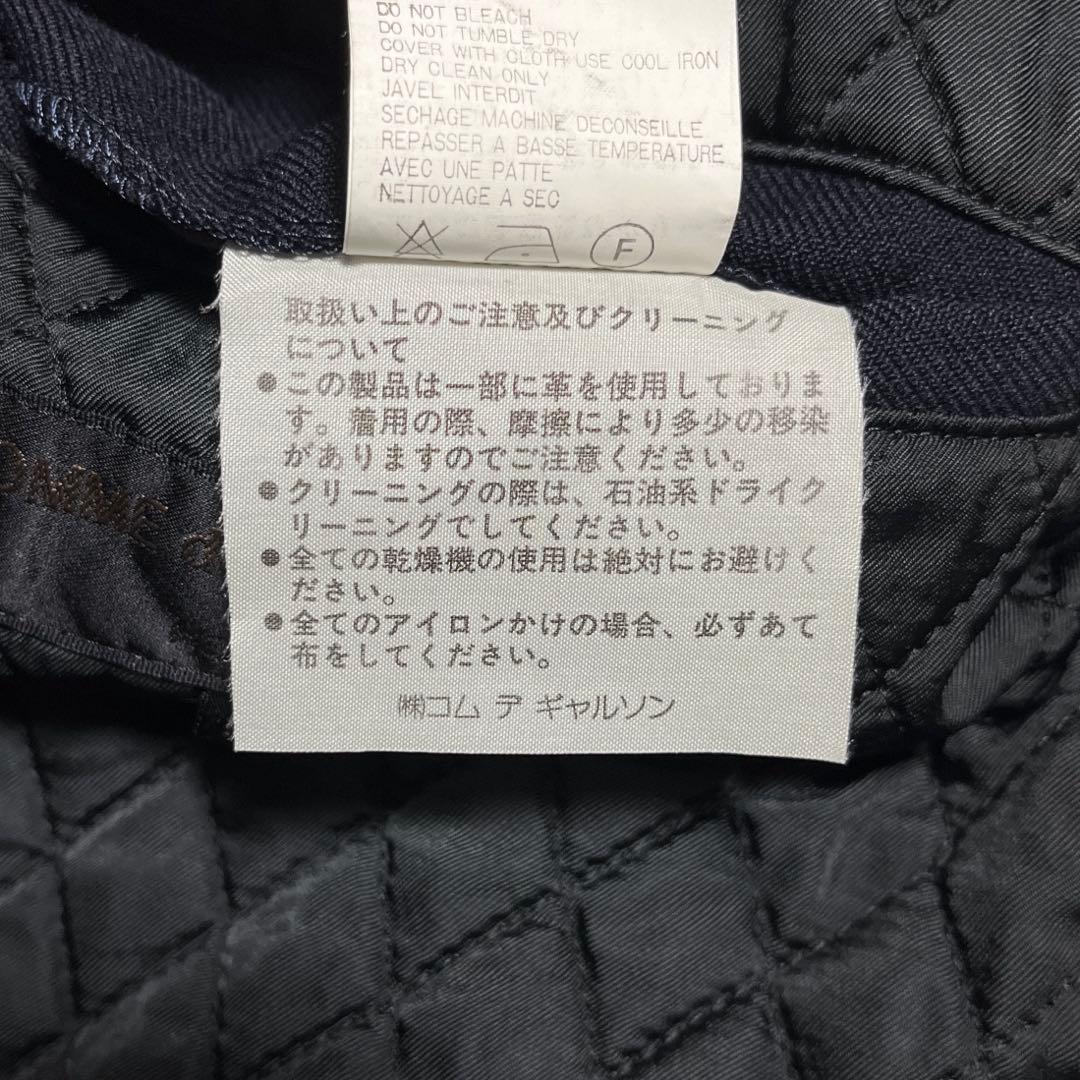 DO NOT BLEACH
DO NOT TUMBLE DRY
COVER WITH CLOTH USE COOL IRON
DRY CLEAN ONLY
JAVEL INTERDIT
SECHAGE MACHINE DECONSEILLE
REPASSER A BASSE TEMPERATURE
AVEC UNE PATTE
NETTOYAGE A SEC
F
取扱い上のご注意及びクリーニング
について
●この製品は一部に革を使用しておりま
す。着用の際、摩擦により多少の移染
がありますのでご注意ください。
●クリーニングの際は、石油系ドライク
リーニングでしてください。
●全ての乾燥機の使用は絶対にお避けく
ださい。
●全てのアイロンかけの場合、必ずあて
布をしてください。
㈱コム デ ギャルソン